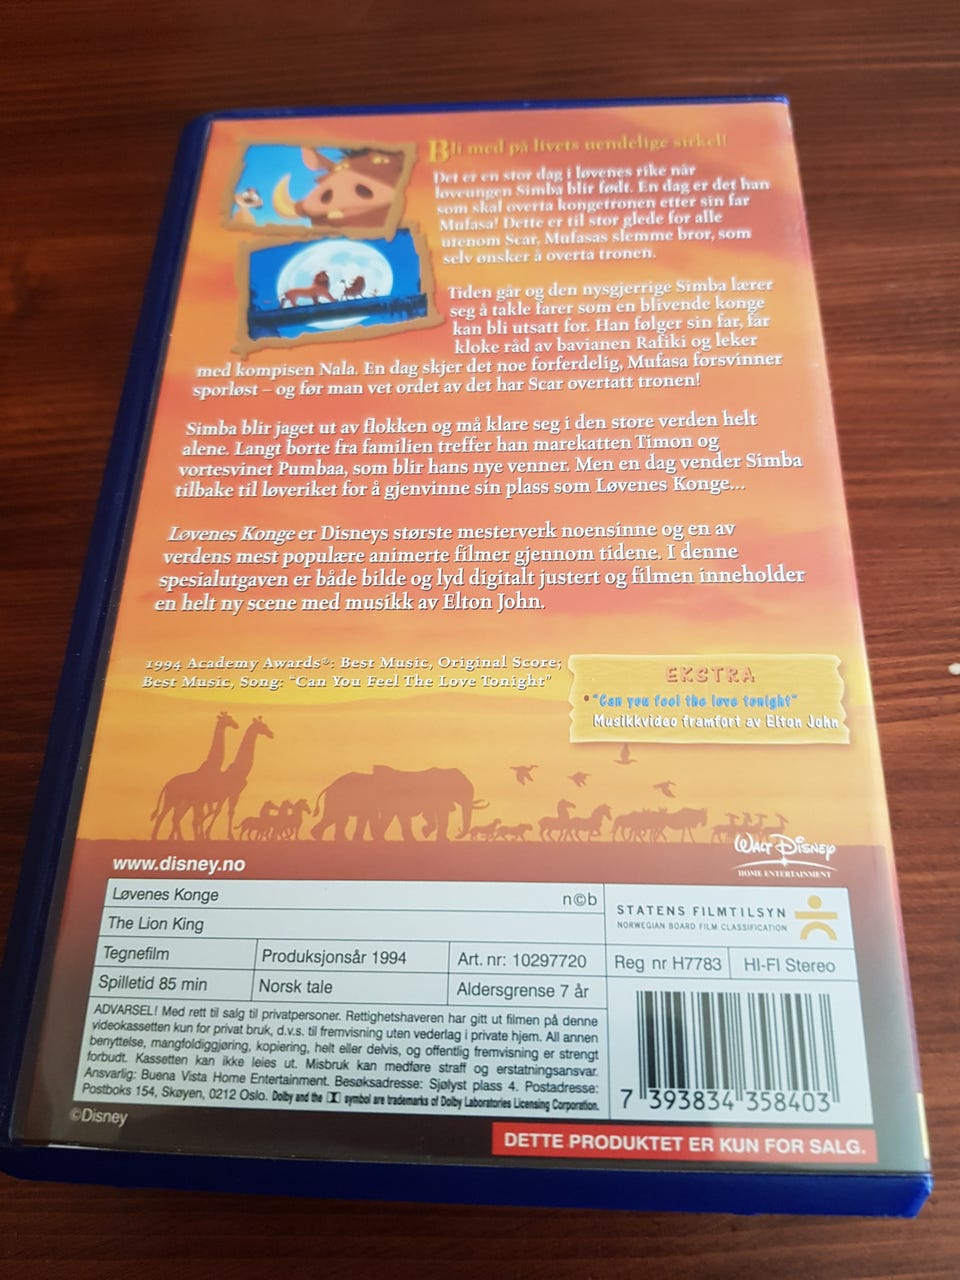 Bli med på livets uendelige sirkel!
Det er en stor dag i løvenes rike når
løveungen Simba blir født. En dag er det han
som skal overta kongetronen etter sin far
Mufasa! Dette er til stor glede for alle
utenom Scar, Mufasas slemme bror, som
selv ønsker å overta tronen.
Tiden går og den nysgjerrige Simba lærer
seg å takle farer som en blivende konge
kan bli utsatt for. Han følger sin far, får
kloke råd av bavianen Rafiki og leker
med kompisen Nala. En dag skjer det noe forferdelig, Mufasa forsvinner
sporløst – og før man vet ordet av det har Scar overtatt tronen!
Simba blir jaget ut av flokken og må klare seg i den store verden helt
alene. Langt borte fra familien treffer han marekatten Timon og
vortesvinet Pumbaa, som blir hans nye venner. Men en dag vender Simba
tilbake til løveriket for å gjenvinne sin plass som Løvenes Konge...
Løvenes Konge er Disneys største mesterverk noensinne og en av
verdens mest populære animerte filmer gjennom tidene. I denne
spesialutgaven er både bilde og lyd digitalt justert og filmen inneholder
en helt ny scene med musikk av Elton John.
1994 Academy Awards®: Best Music, Original Score;
Best Music, Song: "Can You Feel The Love Tonight"
EKSTRA
• "Can you feel the love tonight"
Musikkvideo framført av Elton John
www.disney.no
Walt Disney
HOME ENTERTAINMENT
Løvenes Konge n©b
The Lion King
STATENS FILMTILSYN
NORWEGIAN BOARD FILM CLASSIFICATION
Tegnefilm Produksjonsår 1994 Art. nr: 10297720 Reg nr H7783 HI-FI Stereo
Spilletid 85 min Norsk tale Aldersgrense 7 år
ADVARSEL! Med rett til salg til privatpersoner. Rettighetshaveren har gitt ut filmen på denne
videokassetten kun for privat bruk, d.v.s. til fremvisning uten vederlag i private hjem. All annen
benyttelse, mangfoldiggjøring, kopiering, helt eller delvis, og offentlig fremvisning er strengt
forbudt. Kassetten kan ikke leies ut. Misbruk kan medføre straff og erstatningsansvar.
Ansvarlig: Buena Vista Home Entertainment. Besøksadresse: Sjølyst plass 4. Postadresse:
Postboks 154, Skøyen, 0212 Oslo. Dolby and the symbol are trademarks of Dolby Laboratories Licensing Corporation.
7 393834 358403
©Disney
DETTE PRODUKTET ER KUN FOR SALG.